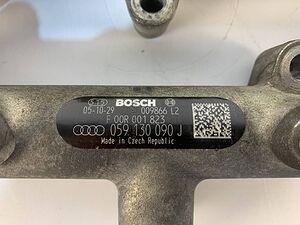 BOSCH
05-10-29 009866 L2
F 00R 001 823
059 130 090 J
Made in Czech Republic